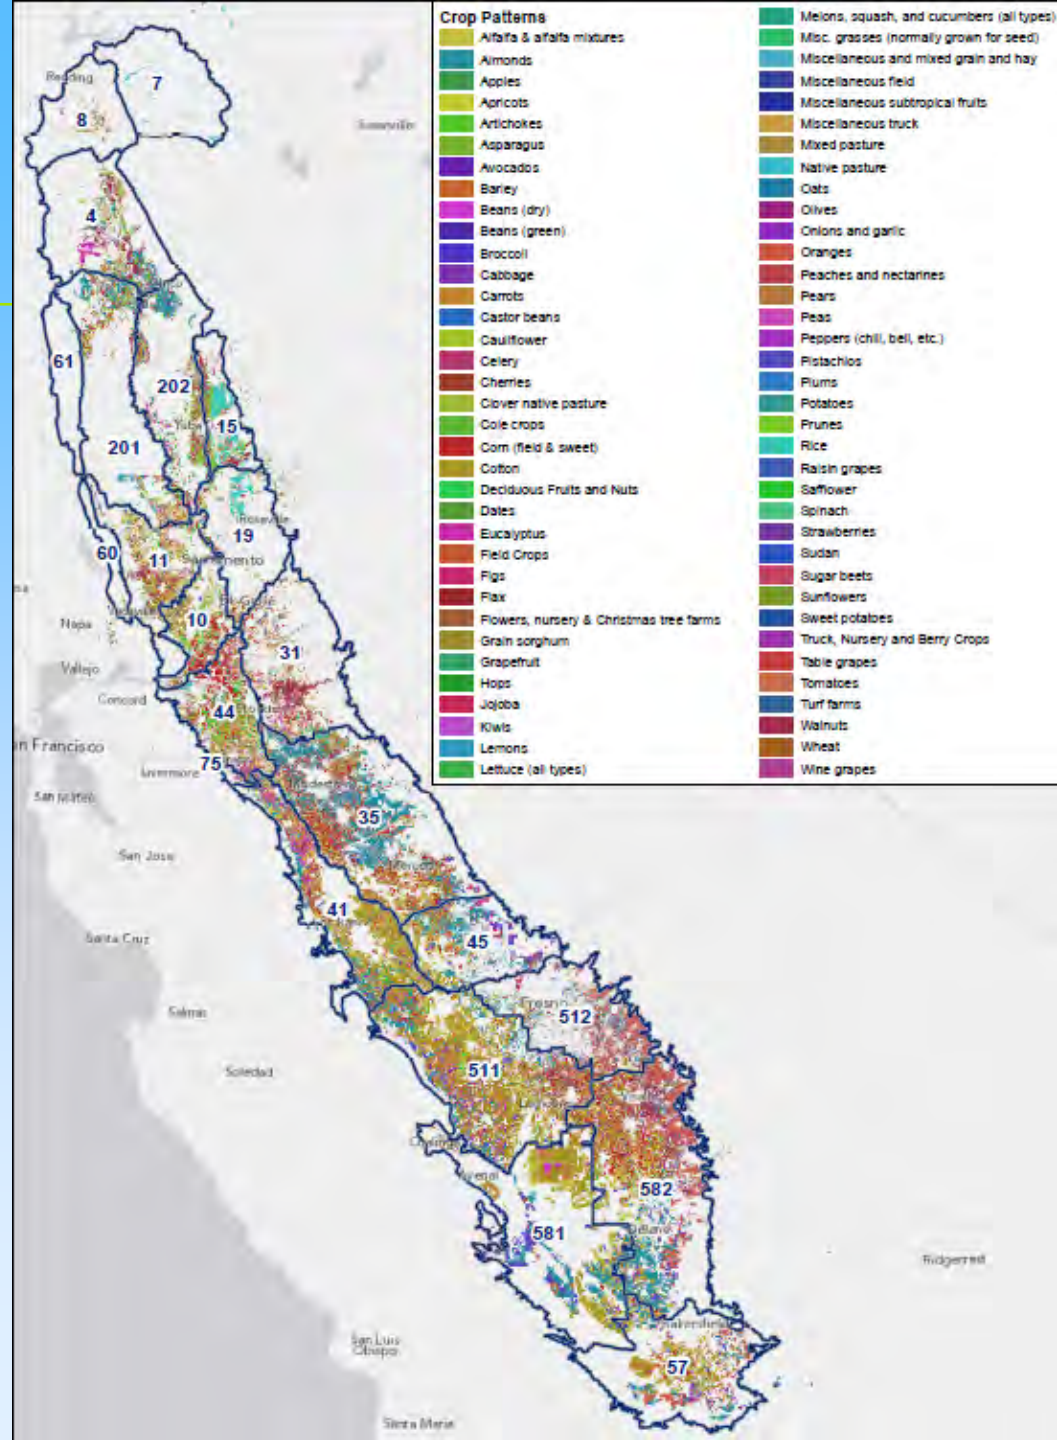 Crop Patterns
Alfalfa & alfalfa mixtures
Almonds
Apples
Apricots
Artichokes
Asparagus
Avocados
Barley
Beans (dry)
Beans (green)
Broccoli
Cabbage
Carrots
Castor beans
Cauliflower
Celery
Cherries
Clover native pasture
Cole crops
Corn (field & sweet)
Cotton
Deciduous Fruits and Nuts
Dates
Eucalyptus
Field Crops
Figs
Flax
Flowers, nursery & Christmas tree farms
Grain sorghum
Grapefruit
Hops
Jojoba
Kiwis
Lemons
Lettuce (all types)
Melons, squash, and cucumbers (all types)
Misc. grasses (normally grown for seed)
Miscellaneous and mixed grain and hay
Miscellaneous field
Miscellaneous subtropical fruits
Miscellaneous truck
Mixed pasture
Native pasture
Oats
Olives
Onions and garlic
Oranges
Peaches and nectarines
Pears
Peas
Peppers (chili, bell, etc.)
Pistachios
Plums
Potatoes
Prunes
Rice
Raisin grapes
Safflower
Spinach
Strawberries
Sudan
Sugar beets
Sunflowers
Sweet potatoes
Truck, Nursery and Berry Crops
Table grapes
Tomatoes
Turf farms
Walnuts
Wheat
Wine grapes
Redding
7
8
Susanville
4
61
202
15
201
Roseville
19
60
11
Sacramento
10
Napa
31
Vallejo
Concord
44
n Francisco
75
Livermore
San Mateo
35
San Jose
Merced
41
Santa Cruz
45
Salinas
Fresno
512
Soledad
511
Avenal
582
581
Delano
Ridgecrest
San Luis
Obispo
Bakersfield
57
Santa Maria